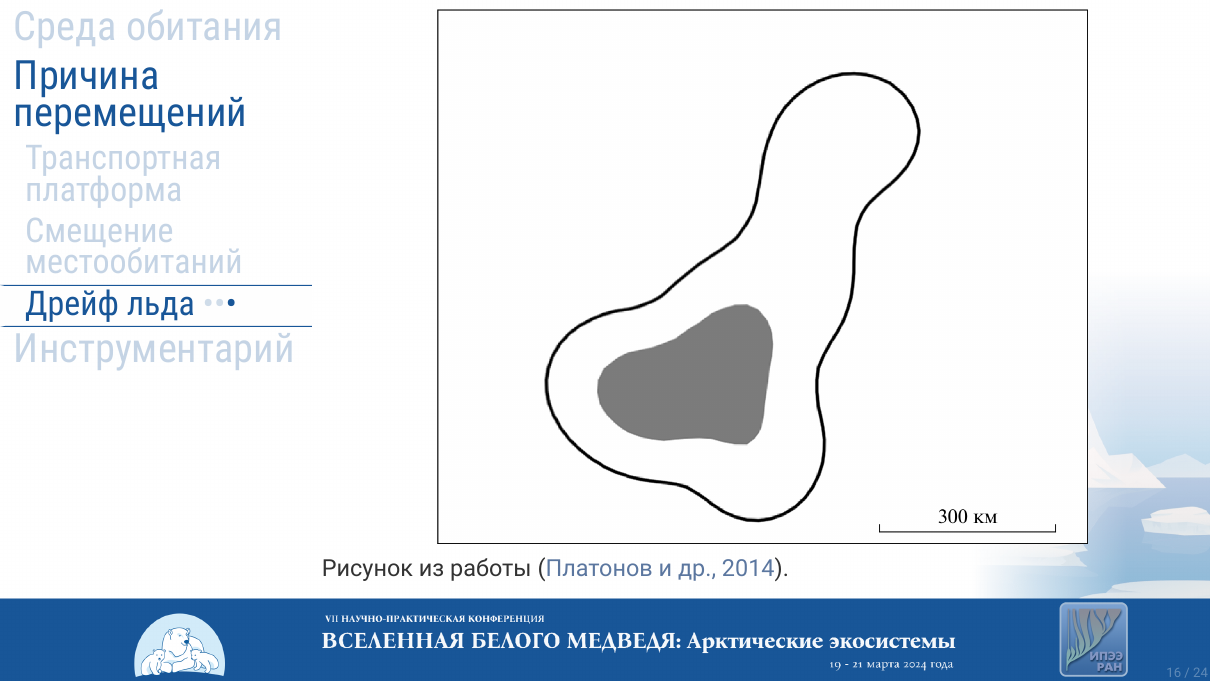 Среда обитания
Причина
перемещений
Транспортная
платформа
Смещение
местообитаний
Дрейф льда
Инструментарий
300 км
Рисунок из работы (Платонов и др., 2014).
VII НАУЧНО-ПРАКТИЧЕСКАЯ КОНФЕРЕНЦИЯ
ВСЕЛЕННАЯ БЕЛОГО МЕДВЕДЯ: Арктические экосистемы
19 - 21 марта 2024 года
ИПЭЭ
РАН
16 / 24